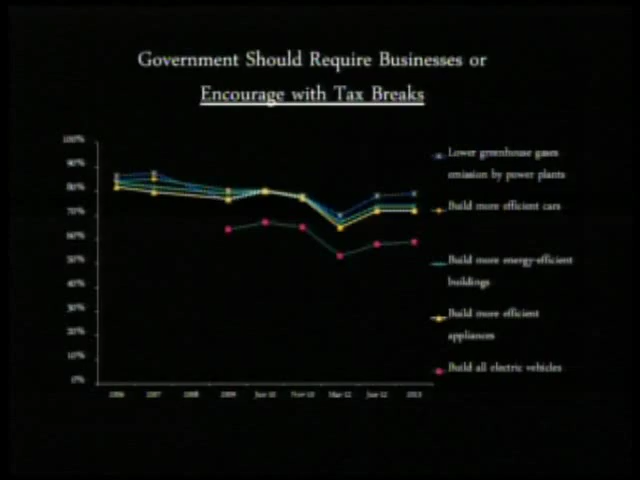 Government Should Require Businesses or
Encourage with Tax Breaks
100%
90%
80%
70%
60%
50%
40%
30%
20%
10%
0%
2006
2007
2008
2009
Jun-10
Nov-10
Mar-12
Jun-12
2013
Lower greenhouse gases
emission by power plants
Build more efficient cars
Build more energy-efficient
buildings
Build more efficient
appliances
Build all electric vehicles